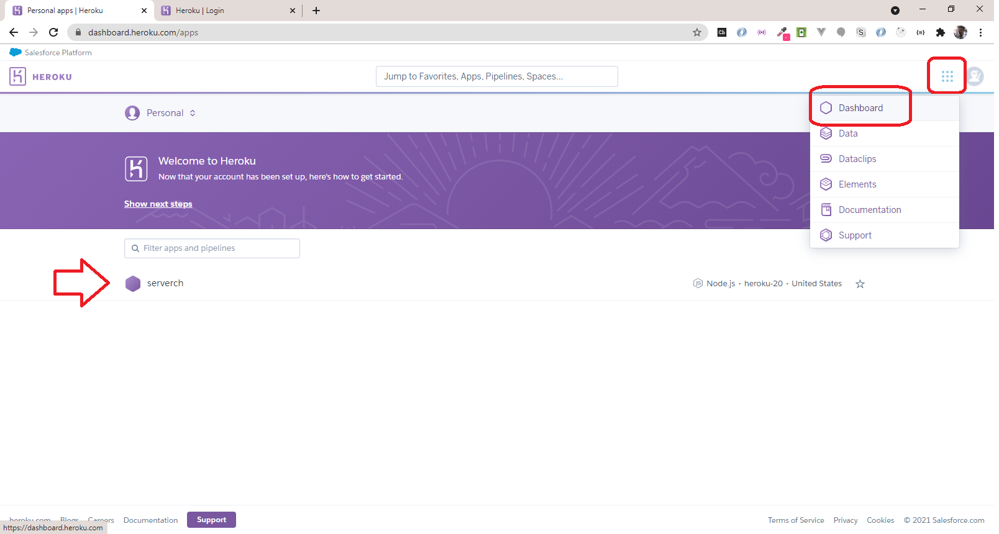 Personal apps | Heroku
Heroku | Login
dashboard.heroku.com/apps
Salesforce Platform
HEROKU
Jump to Favorites, Apps, Pipelines, Spaces...
Personal
Dashboard
Data
Dataclips
Elements
Documentation
Support
Welcome to Heroku
Now that your account has been set up, here's how to get started.
Show next steps
Filter apps and pipelines
serverch
Node.js • heroku-20 • United States
heroku.com Blogs Careers Documentation Support
Terms of Service Privacy Cookies © 2021 Salesforce.com
https://dashboard.heroku.com